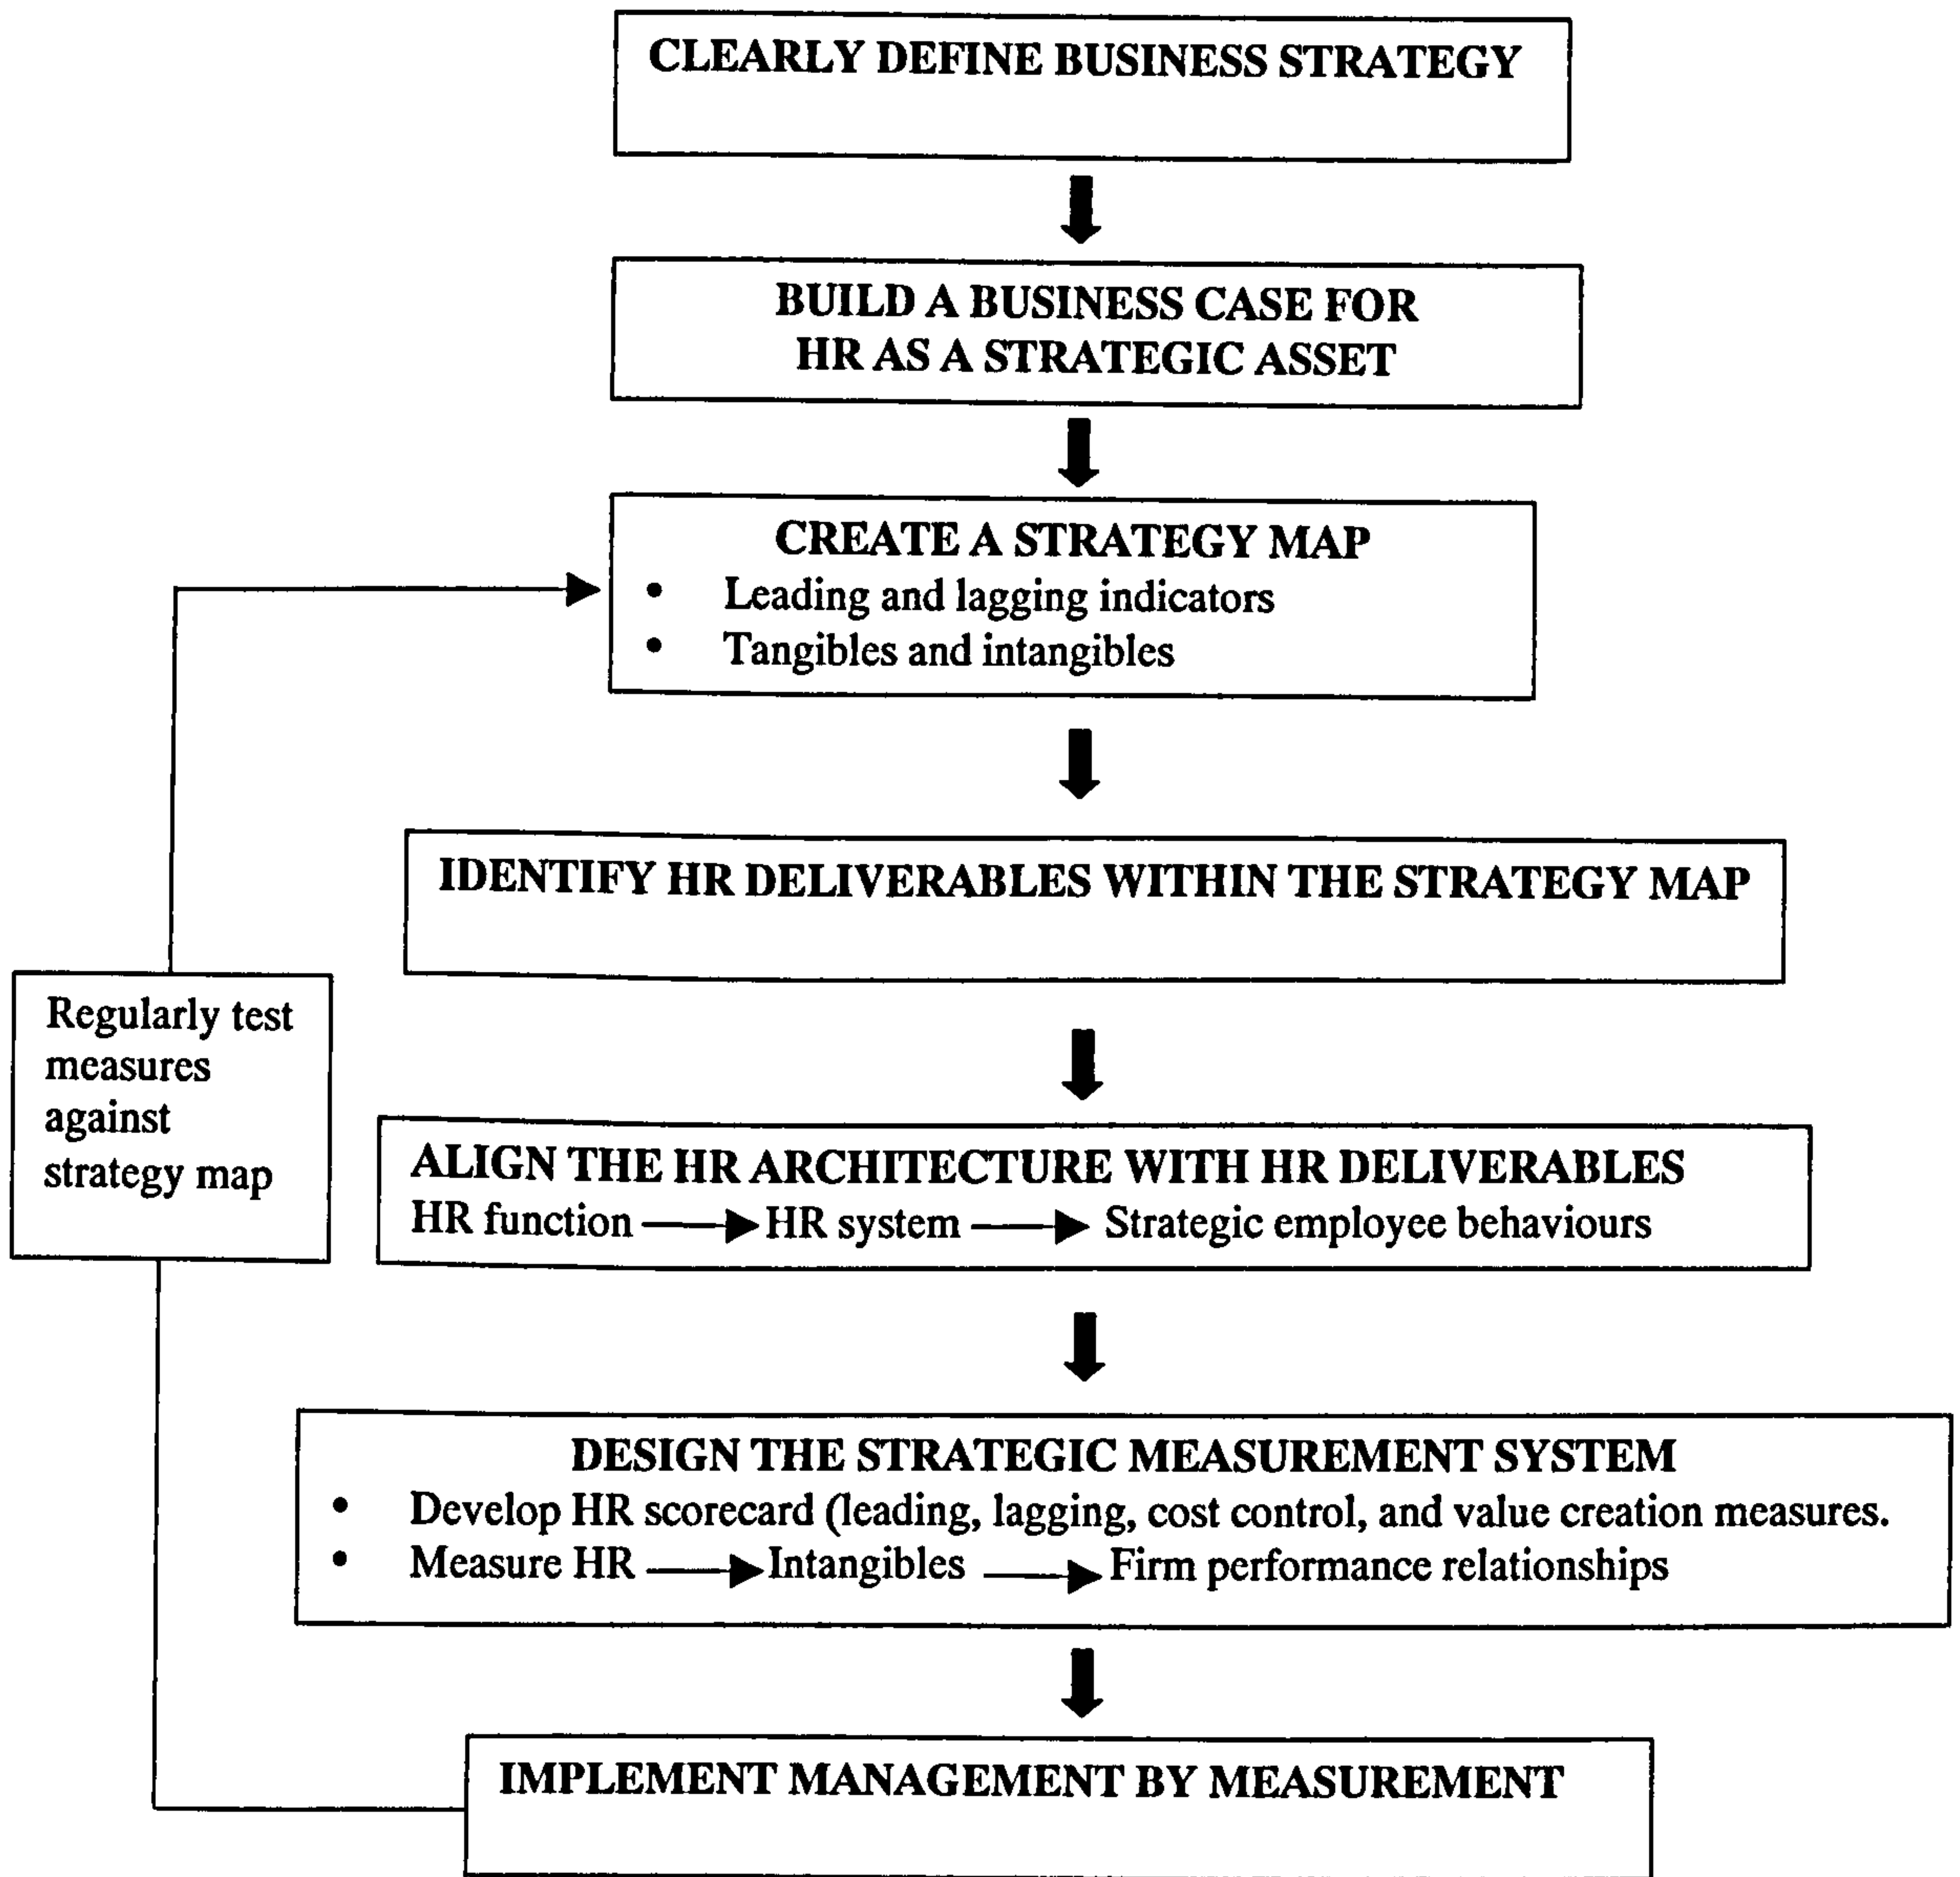 CLEARLY DEFINE BUSINESS STRATEGY
BUILD A BUSINESS CASE FOR
HR AS A STRATEGIC ASSET
CREATE A STRATEGY MAP
• Leading and lagging indicators
• Tangibles and intangibles
IDENTIFY HR DELIVERABLES WITHIN THE STRATEGY MAP
Regularly test
measures
against
strategy map
ALIGN THE HR ARCHITECTURE WITH HR DELIVERABLES
HR function → HR system → Strategic employee behaviours
DESIGN THE STRATEGIC MEASUREMENT SYSTEM
• Develop HR scorecard (leading, lagging, cost control, and value creation measures.
• Measure HR → Intangibles → Firm performance relationships
IMPLEMENT MANAGEMENT BY MEASUREMENT